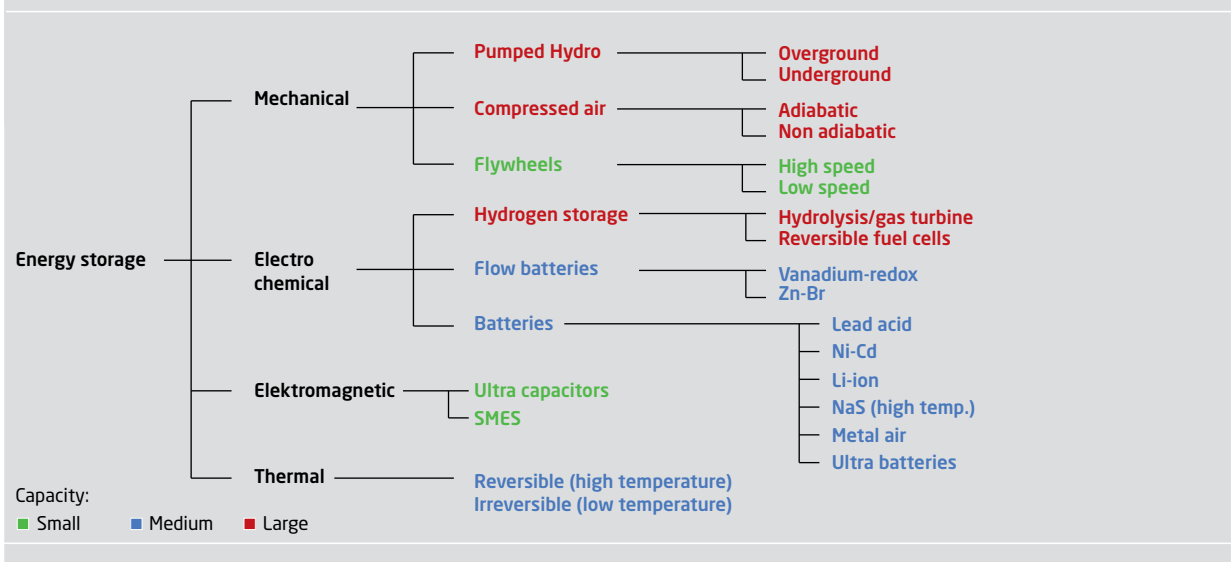 Pumped Hydro
Overground
Underground
Mechanical
Compressed air
Adiabatic
Non adiabatic
Flywheels
High speed
Low speed
Hydrogen storage
Hydrolysis/gas turbine
Reversible fuel cells
Energy storage
Electro
chemical
Flow batteries
Vanadium-redox
Zn-Br
Batteries
Lead acid
Ni-Cd
Li-ion
NaS (high temp.)
Metal air
Ultra batteries
Elektromagnetic
Ultra capacitors
SMES
Thermal
Reversible (high temperature)
Irreversible (low temperature)
Capacity:
Small
Medium
Large